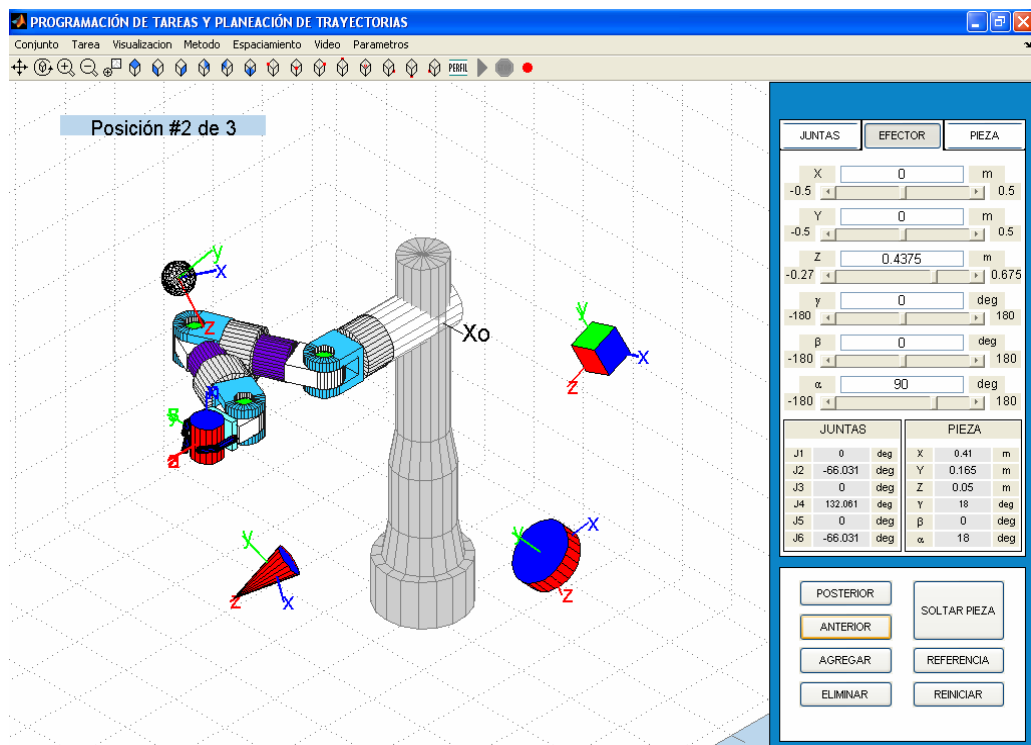 PROGRAMACIÓN DE TAREAS Y PLANEACIÓN DE TRAYECTORIAS
Conjunto Tarea Visualizacion Metodo Espaciamiento Video Parametros
PERFIL
Posición #2 de 3
JUNTAS EFECTOR PIEZA
X 0 m
-0.5 0.5
Y 0 m
-0.5 0.5
Z 0.4375 m
-0.27 0.675
γ 0 deg
-180 180
β 0 deg
-180 180
α 90 deg
-180 180
JUNTAS PIEZA
J1 0 deg X 0.41 m
J2 -66.031 deg Y 0.165 m
J3 0 deg Z 0.05 m
J4 132.061 deg γ 18 deg
J5 0 deg β 0 deg
J6 -66.031 deg α 18 deg
POSTERIOR
SOLTAR PIEZA
ANTERIOR
AGREGAR REFERENCIA
ELIMINAR REINICIAR
y
x
z
Xo
y
x
z
y
x
z
y
x
z